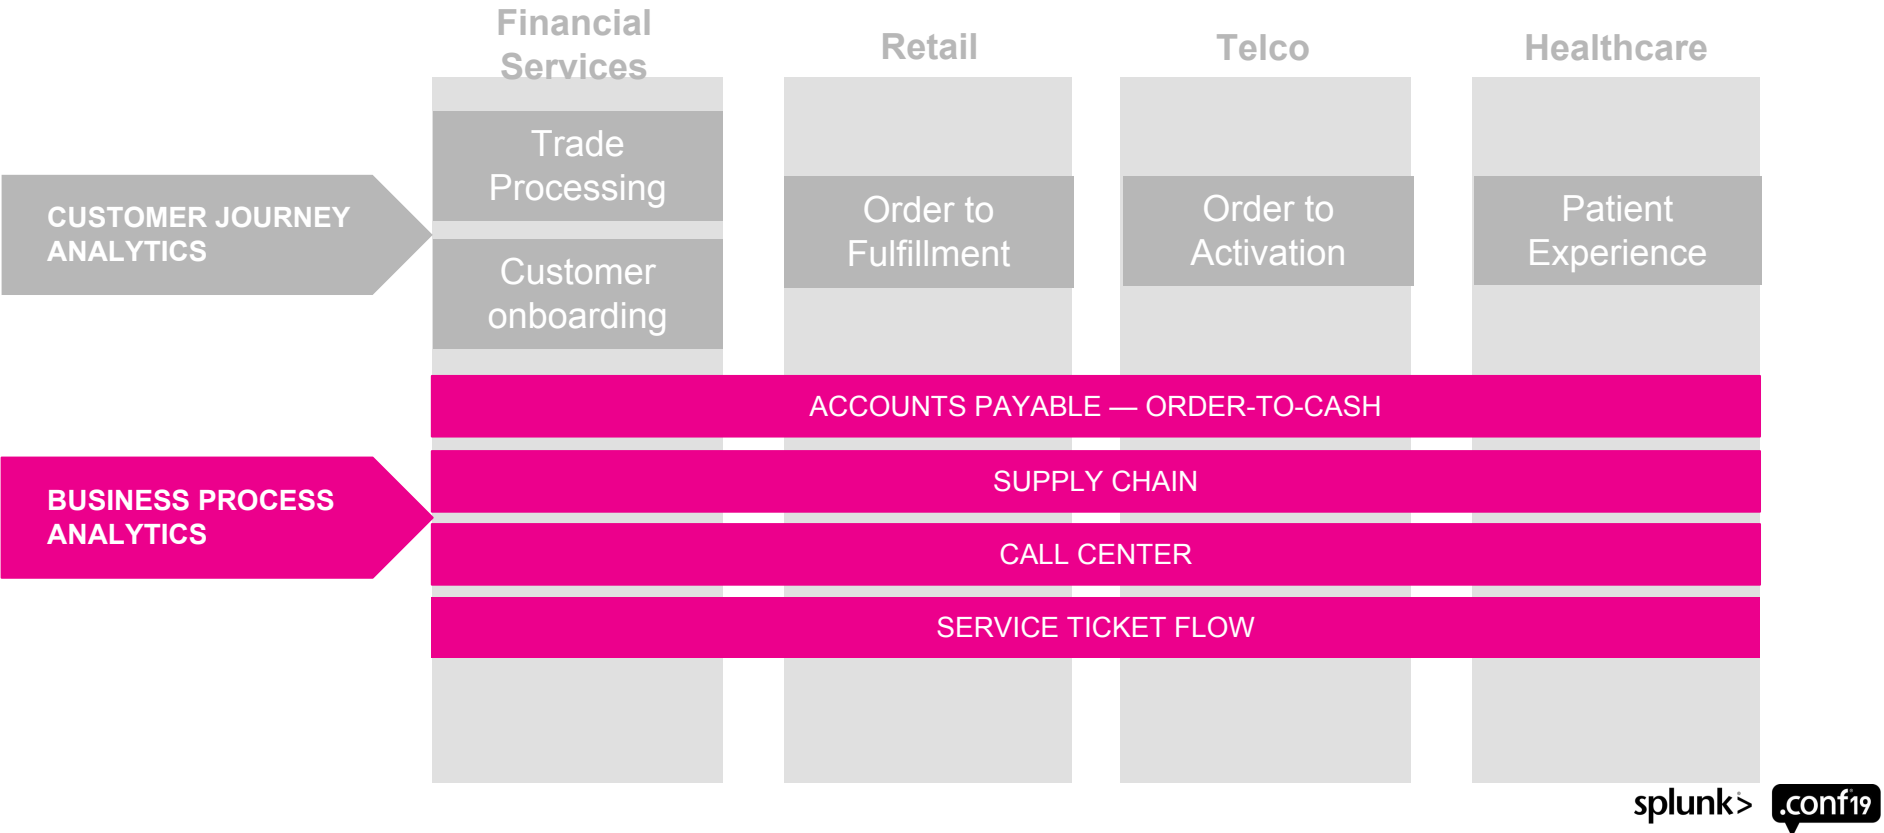 Financial
Services
Retail
Telco
Healthcare
CUSTOMER JOURNEY
ANALYTICS
Trade
Processing
Customer
onboarding
Order to
Fulfillment
Order to
Activation
Patient
Experience
BUSINESS PROCESS
ANALYTICS
ACCOUNTS PAYABLE — ORDER-TO-CASH
SUPPLY CHAIN
CALL CENTER
SERVICE TICKET FLOW
splunk> .conf19